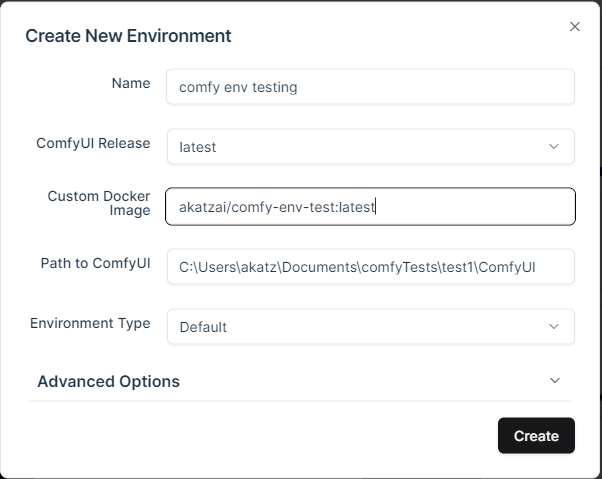 Create New Environment
Name
comfy env testing
ComfyUI Release
latest
Custom Docker
Image
akatzai/comfy-env-test:latest
Path to ComfyUI
C:\Users\akatz\Documents\comfyTests\test1\ComfyUI
Environment Type
Default
Advanced Options
Create